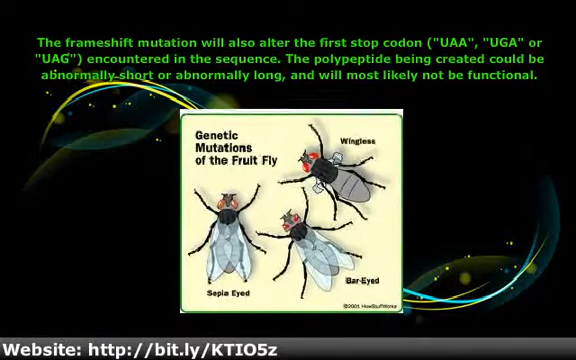 The frameshift mutation will also alter the first stop codon ("UAA", "UGA" or
"UAG") encountered in the sequence. The polypeptide being created could be
abnormally short or abnormally long, and will most likely not be functional.
Genetic
Mutations
of the Fruit Fly
Wingless
Sepia Eyed
Bar-Eyed
©2001 HowStuffWorks
Website: http://bit.ly/KTIO5z